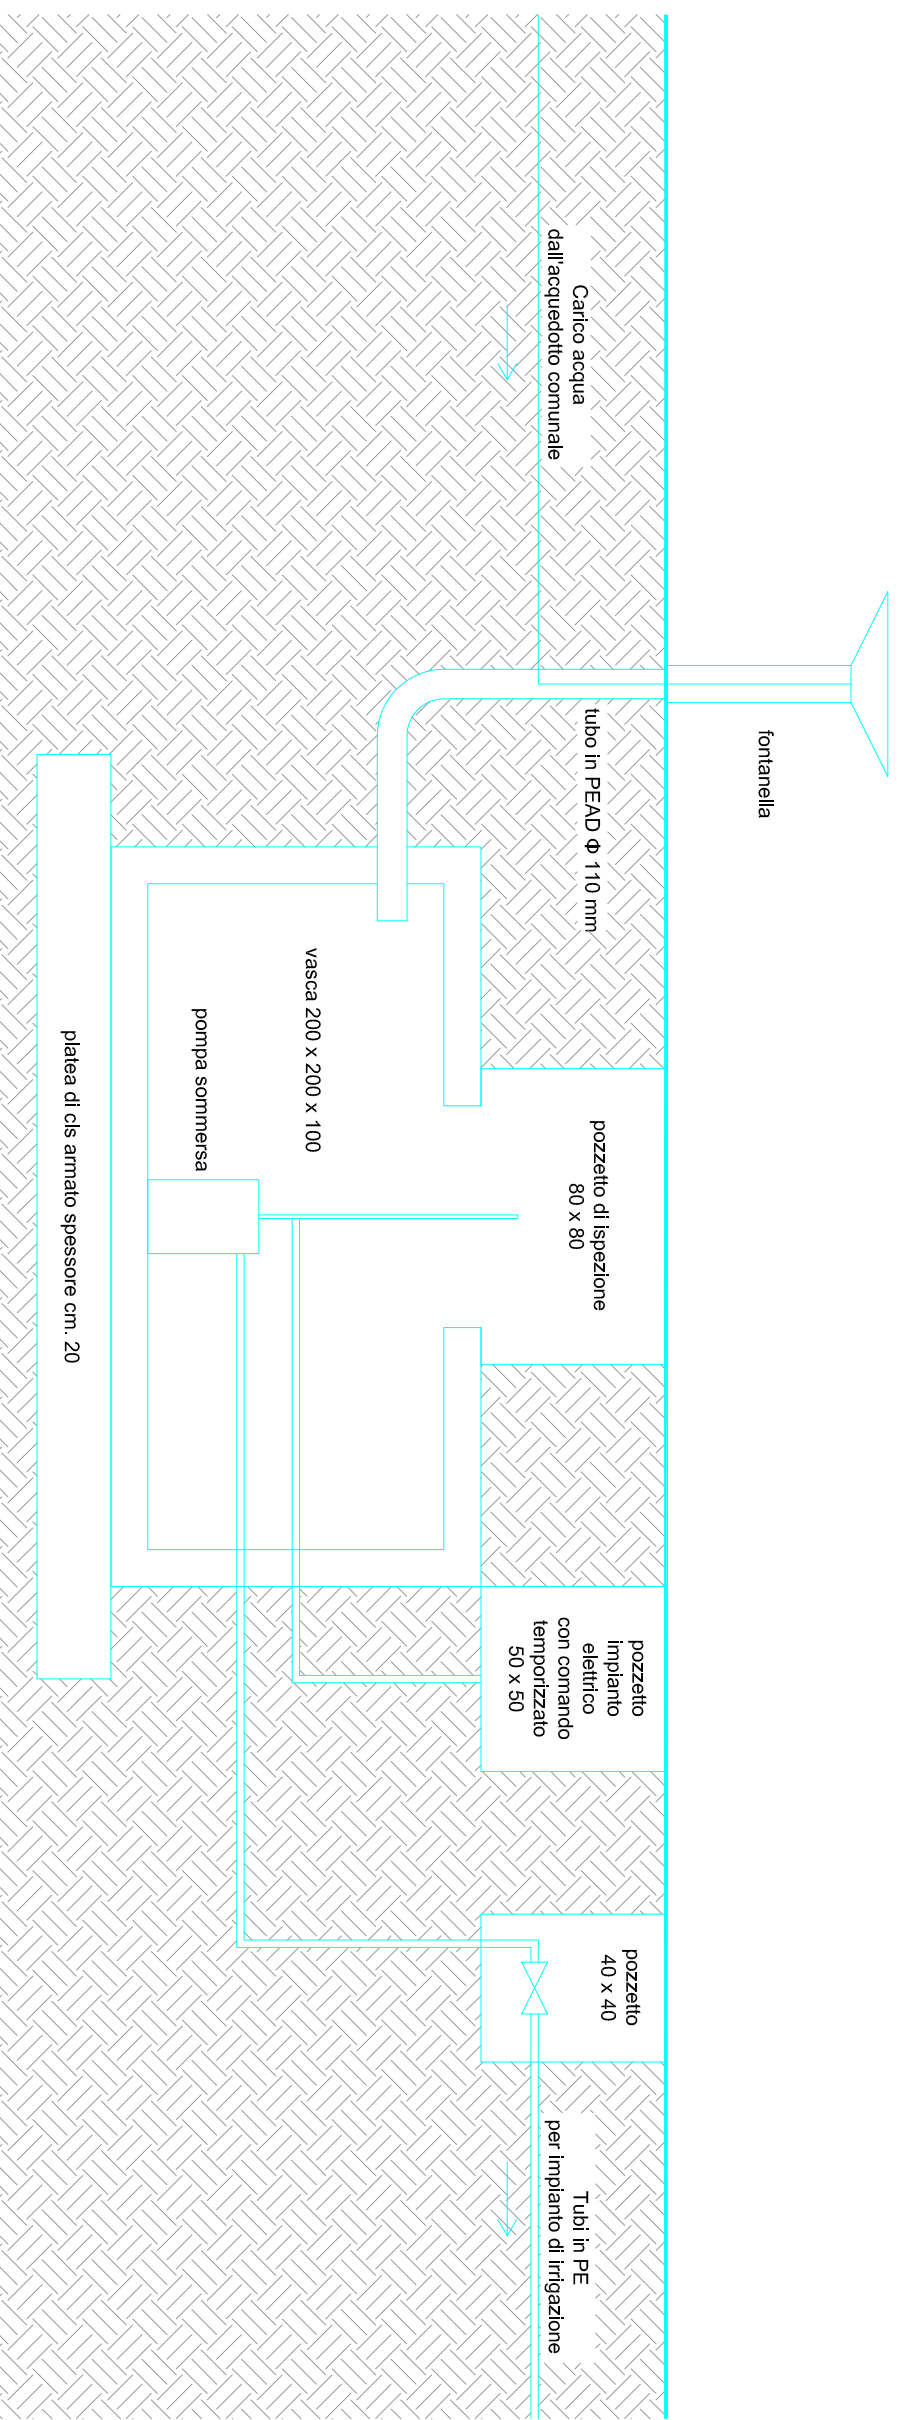 fontanella
Carico acqua
dall'acquedotto comunale
tubo in PEAD Φ 110 mm
pozzetto di ispezione
80 x 80
pozzetto
impianto
elettrico
con comando
temporizzato
50 x 50
pozzetto
40 x 40
Tubi in PE
per impianto di irrigazione
vasca 200 x 200 x 100
pompa sommersa
platea di cls armato spessore cm. 20